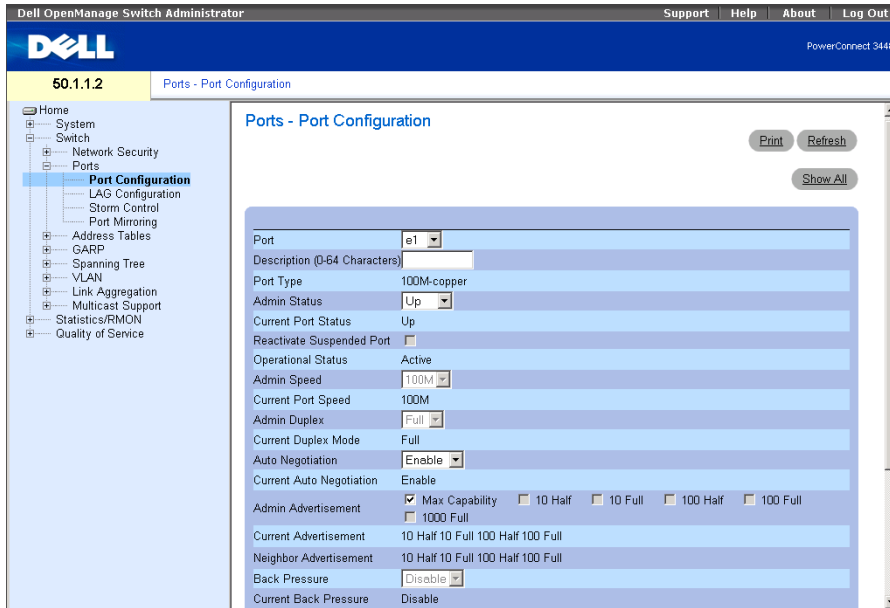 Dell OpenManage Switch Administrator
Support Help About Log Out
DELL
PowerConnect 3448
50.1.1.2
Ports - Port Configuration
Home
System
Switch
Network Security
Ports
Port Configuration
LAG Configuration
Storm Control
Port Mirroring
Address Tables
GARP
Spanning Tree
VLAN
Link Aggregation
Multicast Support
Statistics/RMON
Quality of Service
Ports - Port Configuration
Print Refresh
Show All
Port e1
Description (0-64 Characters)
Port Type 100M-copper
Admin Status Up
Current Port Status Up
Reactivate Suspended Port
Operational Status Active
Admin Speed 100M
Current Port Speed 100M
Admin Duplex Full
Current Duplex Mode Full
Auto Negotiation Enable
Current Auto Negotiation Enable
Admin Advertisement Max Capability 10 Half 10 Full 100 Half 100 Full
1000 Full
Current Advertisement 10 Half 10 Full 100 Half 100 Full
Neighbor Advertisement 10 Half 10 Full 100 Half 100 Full
Back Pressure Disable
Current Back Pressure Disable